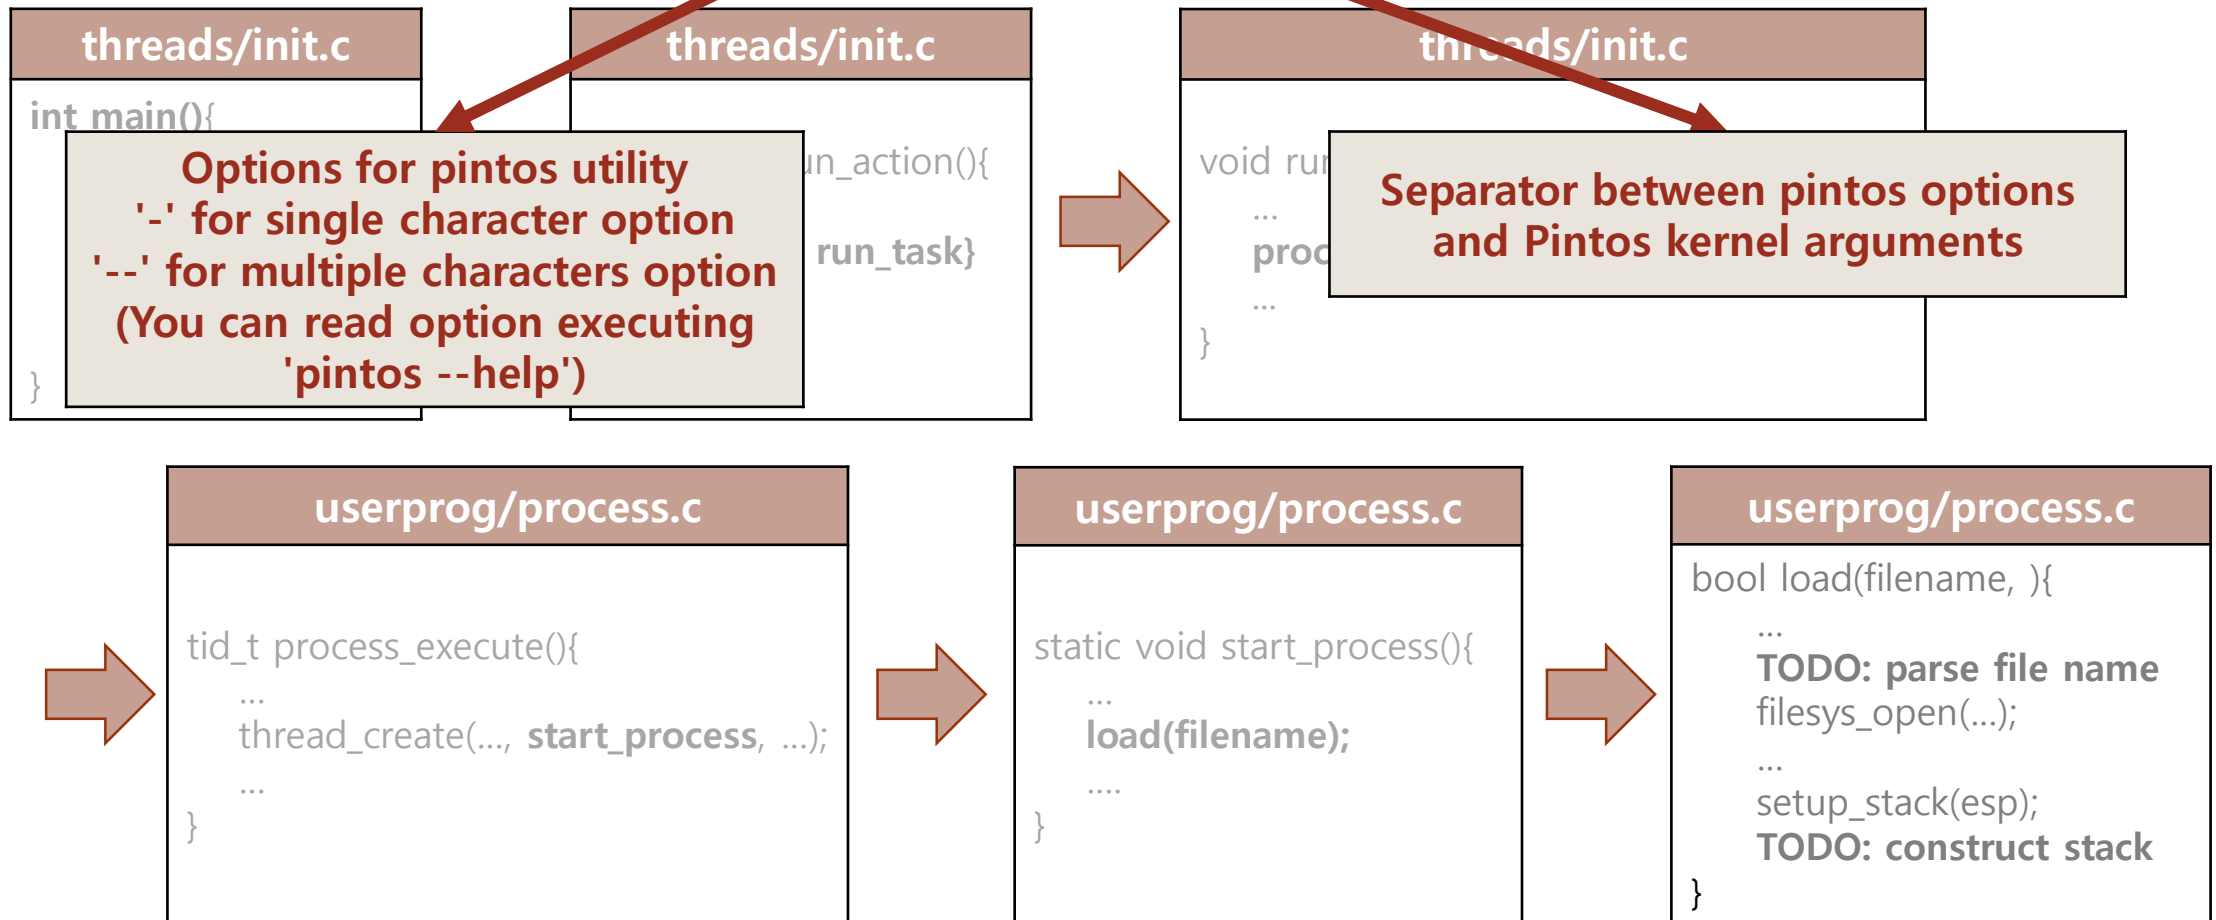 threads/init.c
int main(){
}
threads/init.c
un_action(){
run_task}
threads/init.c
void run
...
proc
...
}
Options for pintos utility
'-' for single character option
'--' for multiple characters option
(You can read option executing
'pintos --help')
Separator between pintos options
and Pintos kernel arguments
userprog/process.c
tid_t process_execute(){
...
thread_create(..., start_process, ...);
...
}
userprog/process.c
static void start_process(){
...
load(filename);
....
}
userprog/process.c
bool load(filename, ){
...
TODO: parse file name
filesys_open(...);
...
setup_stack(esp);
TODO: construct stack
}